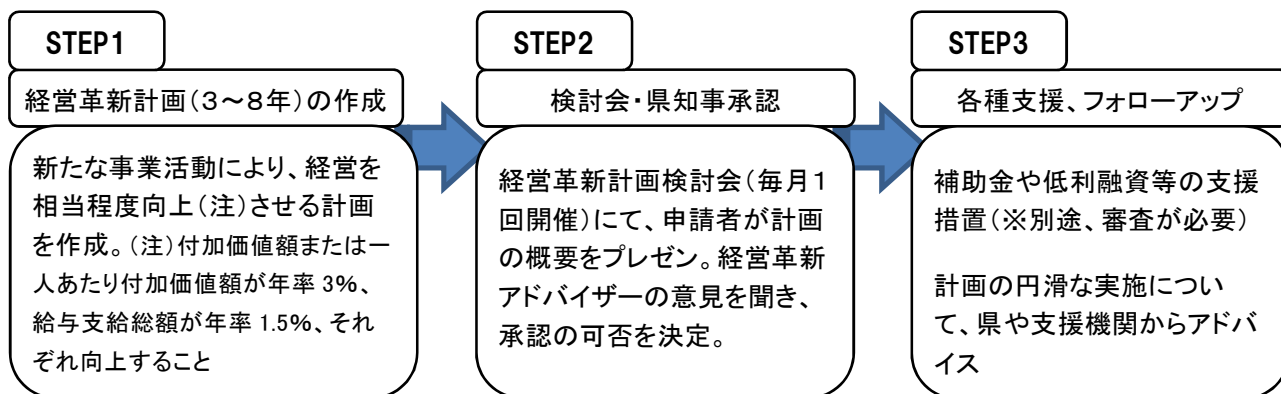 STEP1
経営革新計画(3～8年)の作成
新たな事業活動により、経営を
相当程度向上(注)させる計画
を作成。(注)付加価値額または一
人あたり付加価値額が年率 3%、
給与支給総額が年率 1.5%、それ
ぞれ向上すること
STEP2
検討会・県知事承認
経営革新計画検討会(毎月1
回開催)にて、申請者が計画
の概要をプレゼン。経営革新
アドバイザーの意見を聞き、
承認の可否を決定。
STEP3
各種支援、フォローアップ
補助金や低利融資等の支援
措置(※別途、審査が必要)
計画の円滑な実施につい
て、県や支援機関からアドバ
イス